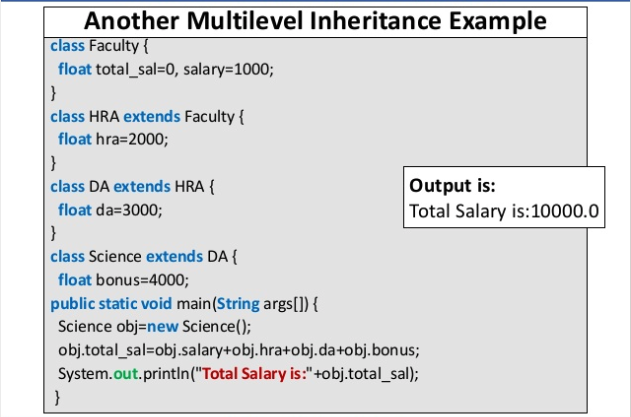 Another Multilevel Inheritance Example
class Faculty {
float total_sal=0, salary=1000;
}
class HRA extends Faculty {
float hra=2000;
}
class DA extends HRA {
float da=3000;
}
class Science extends DA {
float bonus=4000;
public static void main(String args[]) {
Science obj=new Science();
obj.total_sal=obj.salary+obj.hra+obj.da+obj.bonus;
System.out.println("Total Salary is:"+obj.total_sal);
}
Output is:
Total Salary is:10000.0